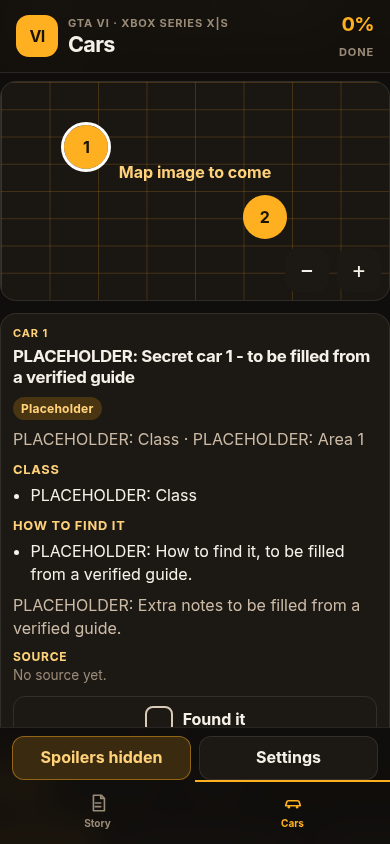 VI
GTA VI · XBOX SERIES X|S
Cars
0%
DONE
1
Map image to come
2
− +
CAR 1
PLACEHOLDER: Secret car 1 - to be filled from
a verified guide
Placeholder
PLACEHOLDER: Class · PLACEHOLDER: Area 1
CLASS
• PLACEHOLDER: Class
HOW TO FIND IT
• PLACEHOLDER: How to find it, to be filled
from a verified guide.
PLACEHOLDER: Extra notes to be filled from a
verified guide.
SOURCE
No source yet.
Found it
Spoilers hidden
Settings
Story
Cars